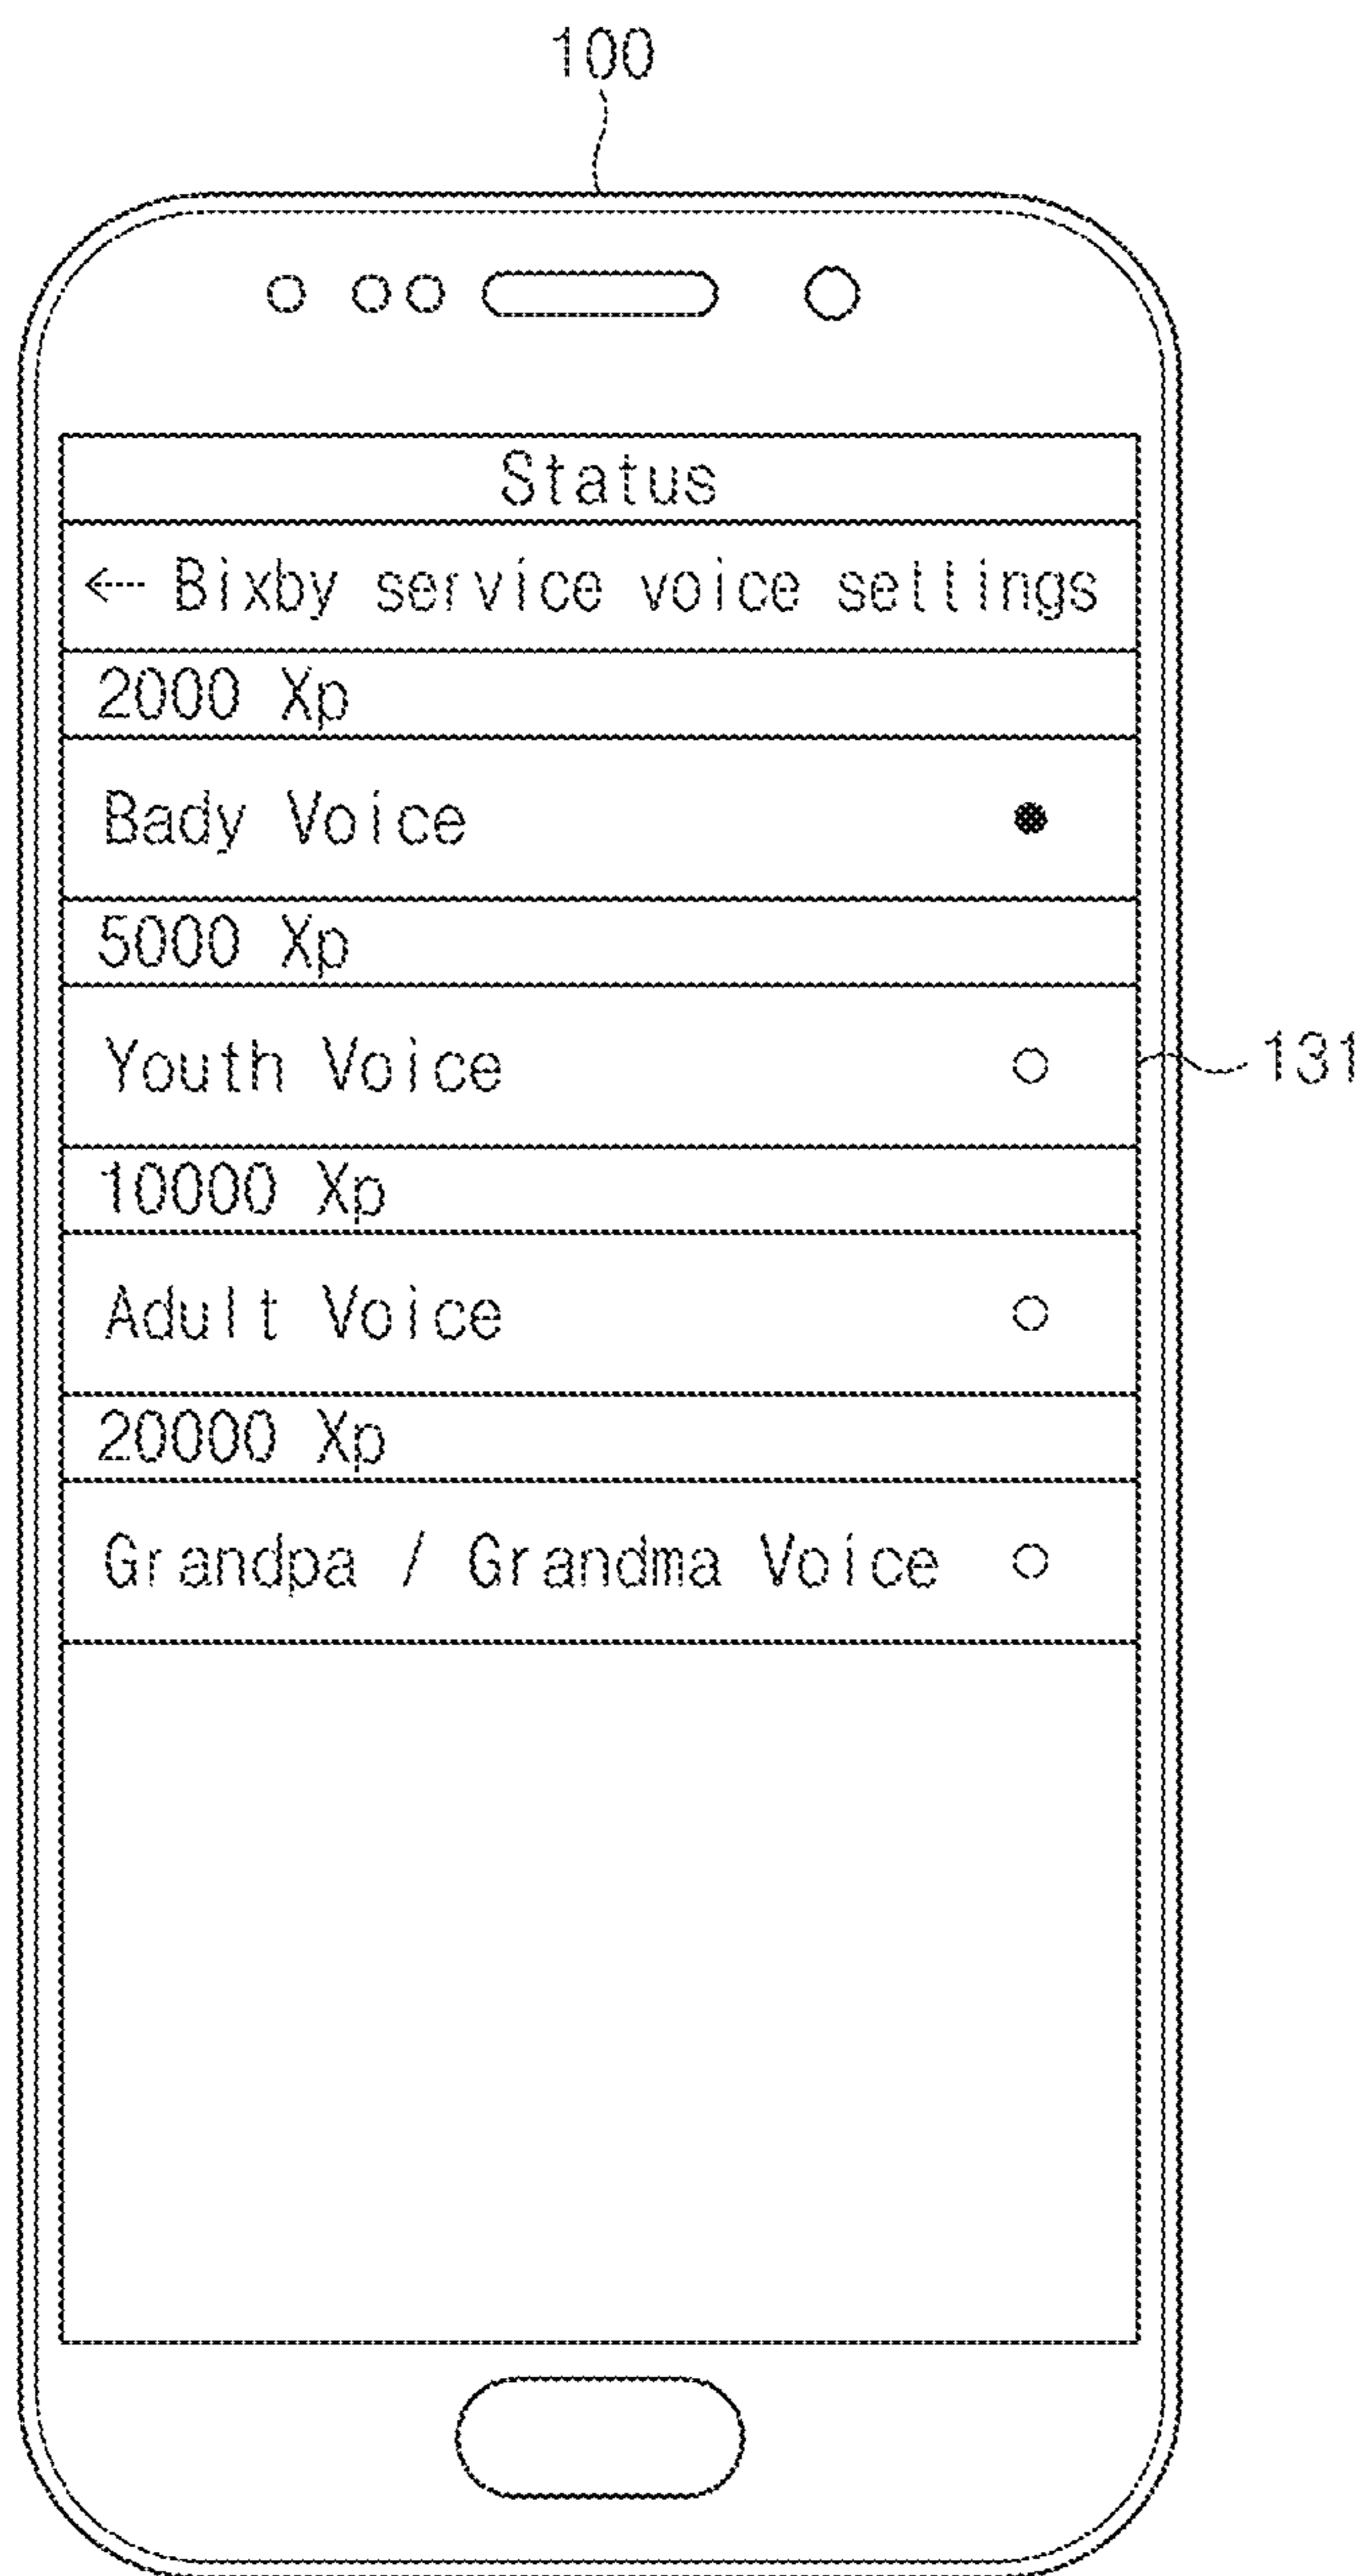 100
Status
← Bixby service voice settings
2000 Xp
Bady Voice
5000 Xp
Youth Voice
131
10000 Xp
Adult Voice
20000 Xp
Grandpa / Grandma Voice